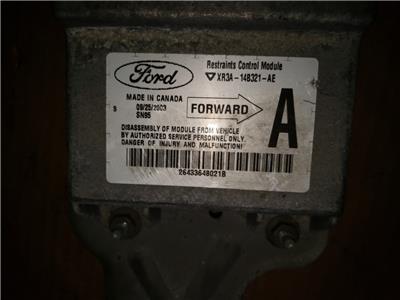 Ford
Restraints Control Module
XR3A-14B321-AE
MADE IN CANADA
S 09/25/2003
SN95
FORWARD
A
DISASSEMBLY OF MODULE FROM VEHICLE
BY AUTHORIZED SERVICE PERSONNEL ONLY.
DANGER OF INJURY AND MALFUNCTION!
264336480218